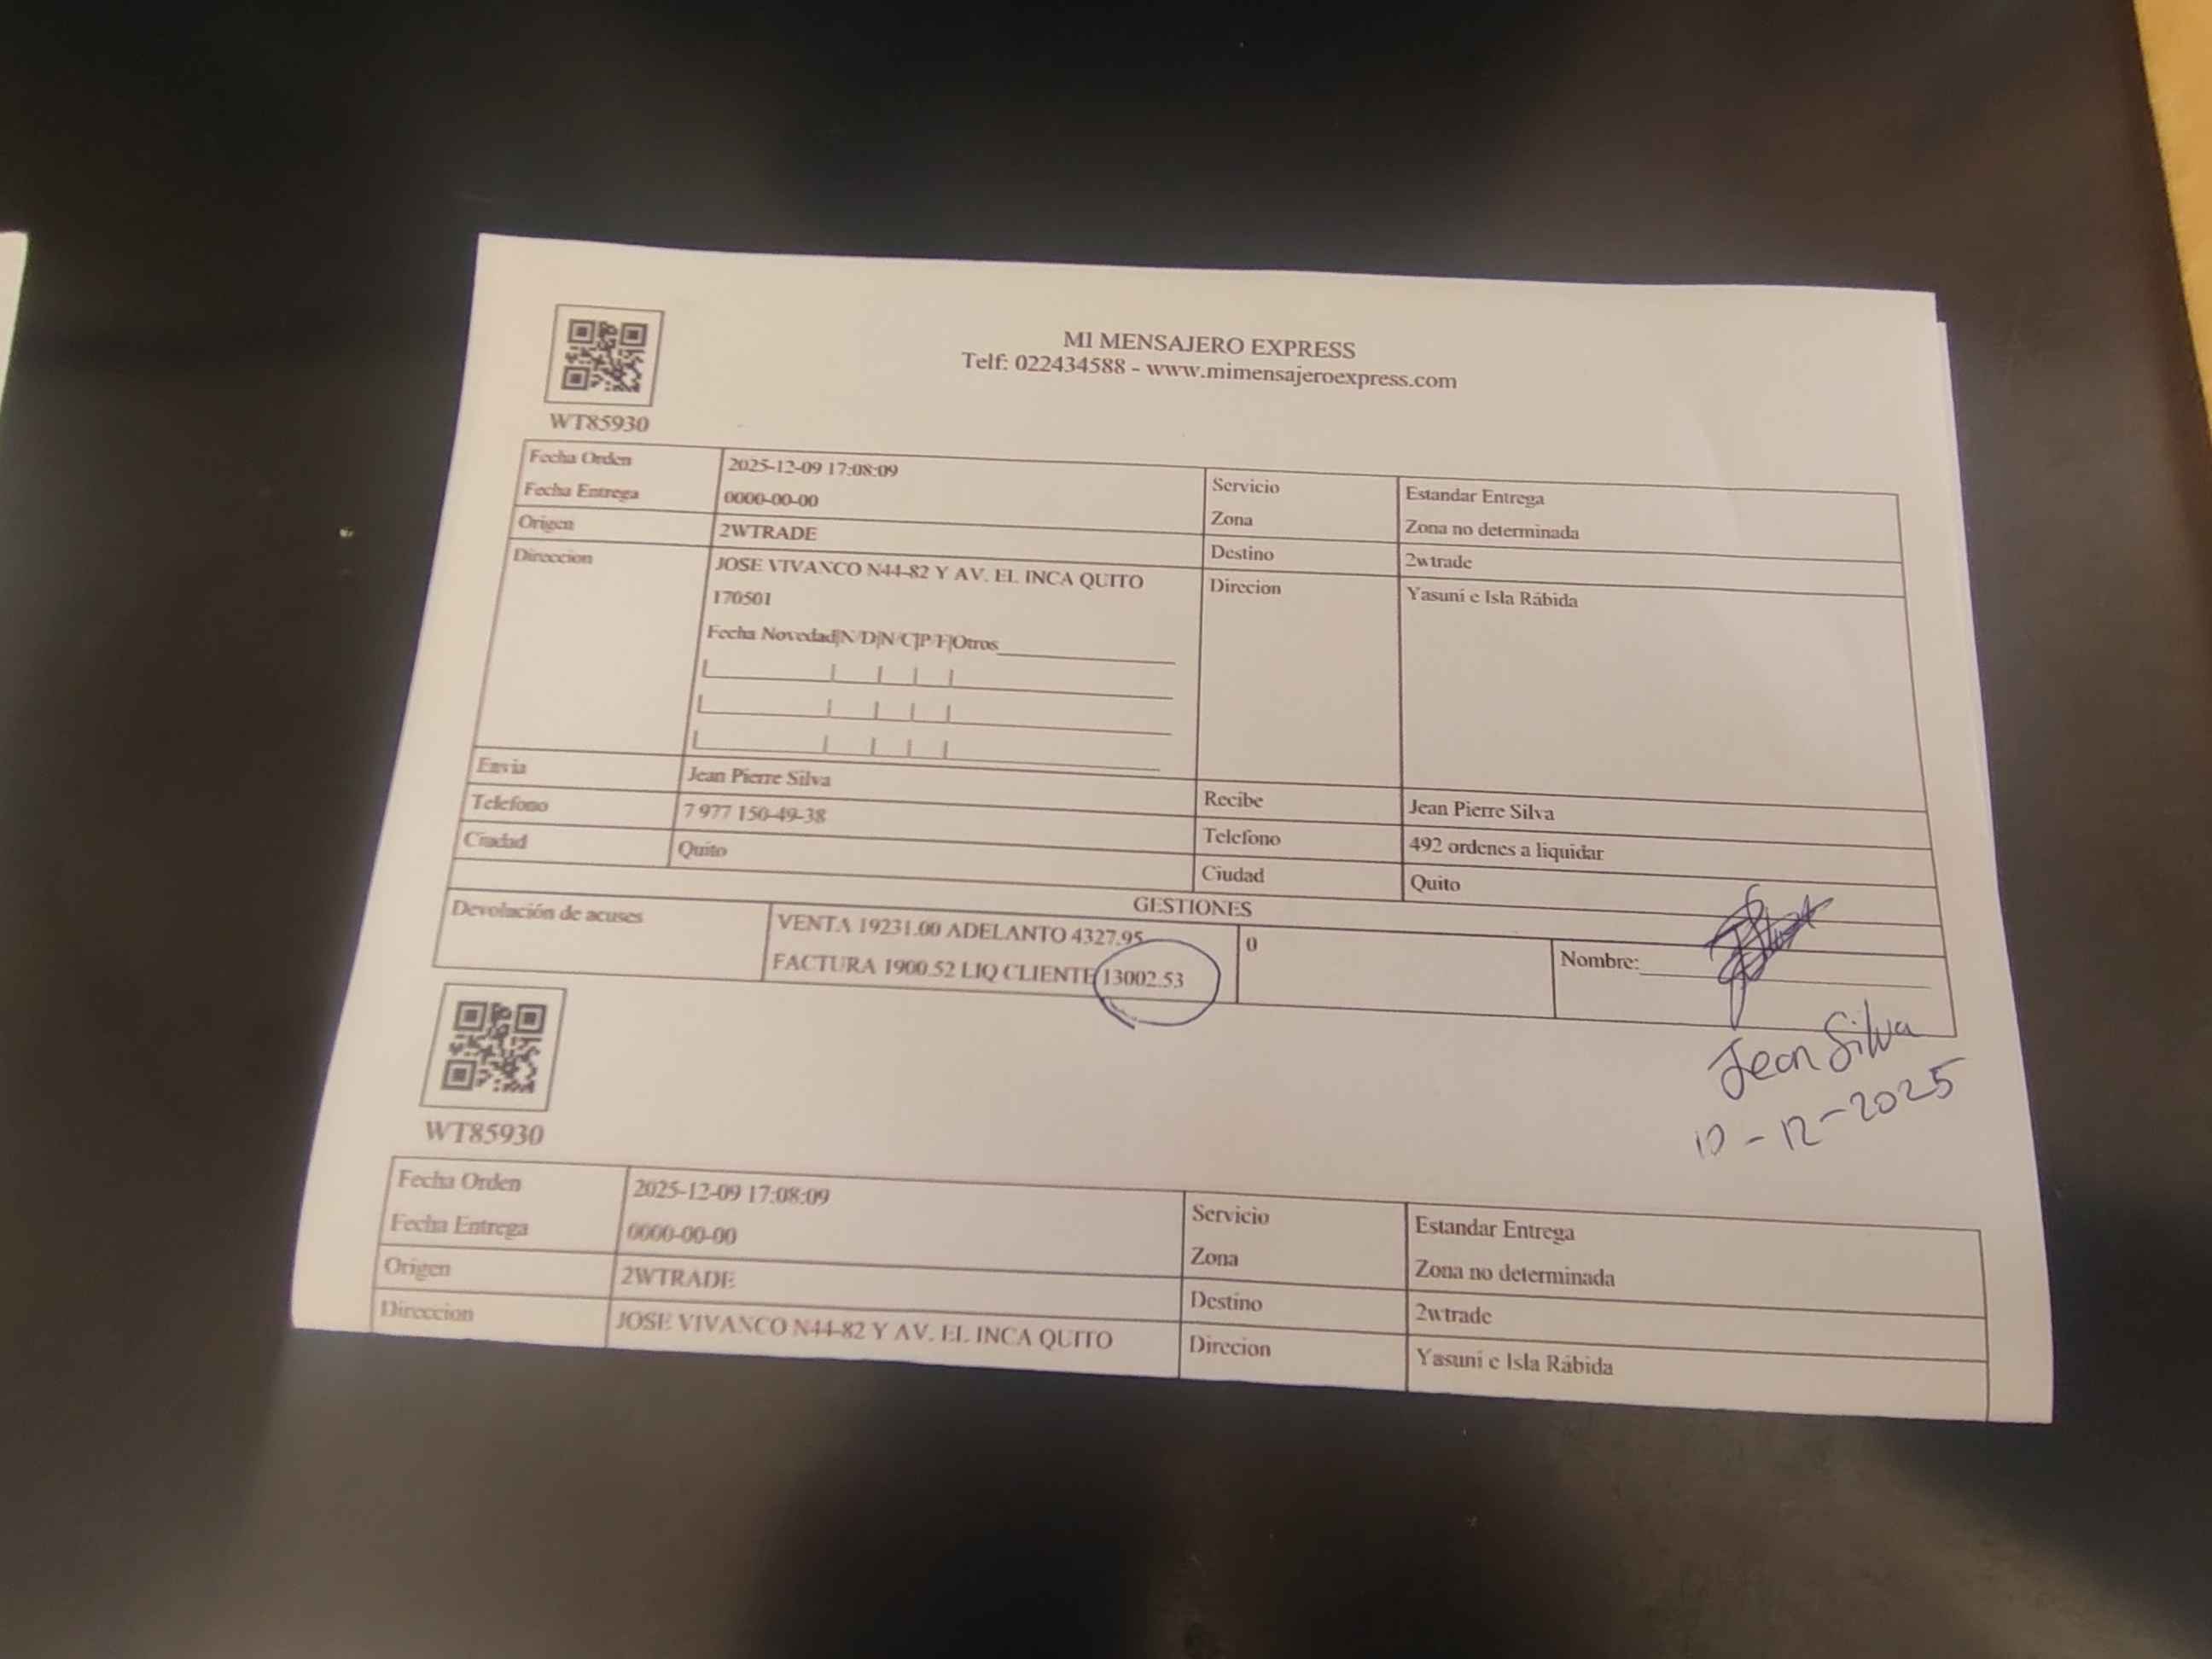 MI MENSAJERO EXPRESS
Telf: 022434588 - www.mimensajeroexpress.com
WT85930
Fecha Orden 2025-12-09 17:08:09 Servicio Estandar Entrega
Fecha Entrega 0000-00-00 Zona Zona no determinada
Origen 2WTRADE Destino 2wtrade
Direccion JOSE VIVANCO N44-82 Y AV. EL INCA QUITO Direcion Yasuní e Isla Rábida
170501
Fecha Novedad|N/D|N/C|P/F|Otros
Envia Jean Pierre Silva Recibe Jean Pierre Silva
Telefono 7 977 150-49-38 Telefono 492 ordenes a liquidar
Ciudad Quito Ciudad Quito
GESTIONES
Devolución de acuses VENTA 19231.00 ADELANTO 4327.95 0 Nombre:
FACTURA 1900.52 LIQ CLIENTE 13002.53
Jean Silva
10-12-2025
WT85930
Fecha Orden 2025-12-09 17:08:09 Servicio Estandar Entrega
Fecha Entrega 0000-00-00 Zona Zona no determinada
Origen 2WTRADE Destino 2wtrade
Direccion JOSE VIVANCO N44-82 Y AV. EL INCA QUITO Direcion Yasuní e Isla Rábida